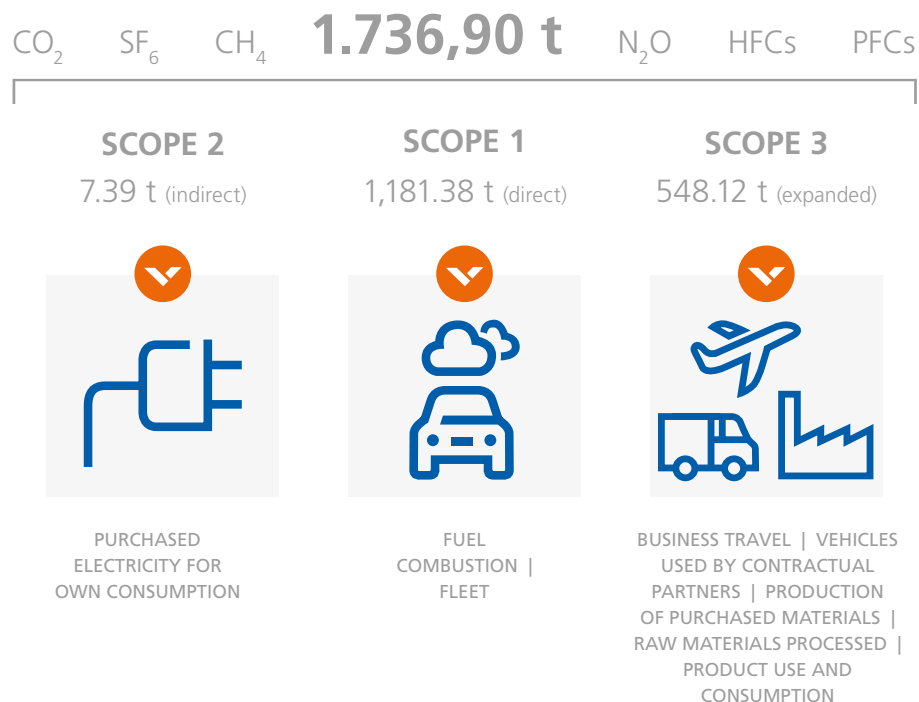 CO2 SF6 CH4 1.736,90 t N2O HFCs PFCs
SCOPE 2
7.39 t (indirect)
PURCHASED
ELECTRICITY FOR
OWN CONSUMPTION
SCOPE 1
1,181.38 t (direct)
FUEL
COMBUSTION |
FLEET
SCOPE 3
548.12 t (expanded)
BUSINESS TRAVEL | VEHICLES
USED BY CONTRACTUAL
PARTNERS | PRODUCTION
OF PURCHASED MATERIALS |
RAW MATERIALS PROCESSED |
PRODUCT USE AND
CONSUMPTION